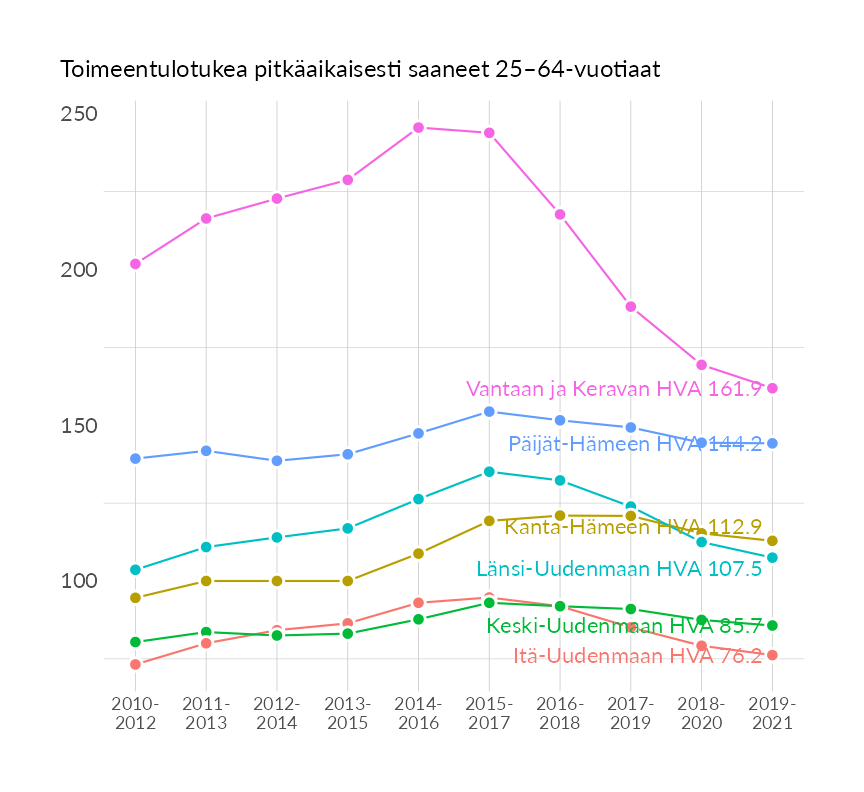 Toimeentulotukea pitkäaikaisesti saaneet 25–64-vuotiaat
250
200
150
100
Vantaan ja Keravan HVA 161.9
Päijät-Hämeen HVA 144.2
Kanta-Hämeen HVA 112.9
Länsi-Uudenmaan HVA 107.5
Keski-Uudenmaan HVA 85.7
Itä-Uudenmaan HVA 76.2
2010- 2011- 2012- 2013- 2014- 2015- 2016- 2017- 2018- 2019-
2012 2013 2014 2015 2016 2017 2018 2019 2020 2021